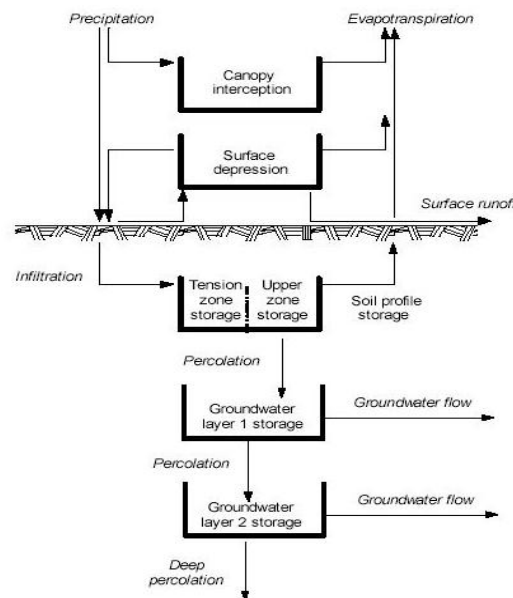 Precipitation
Evapotranspiration
Canopy
interception
Surface
depression
Surface runoff
Infiltration
Tension
zone
storage
Upper
zone
storage
Soil profile
storage
Percolation
Groundwater
layer 1 storage
Groundwater flow
Percolation
Groundwater
layer 2 storage
Groundwater flow
Deep
percolation